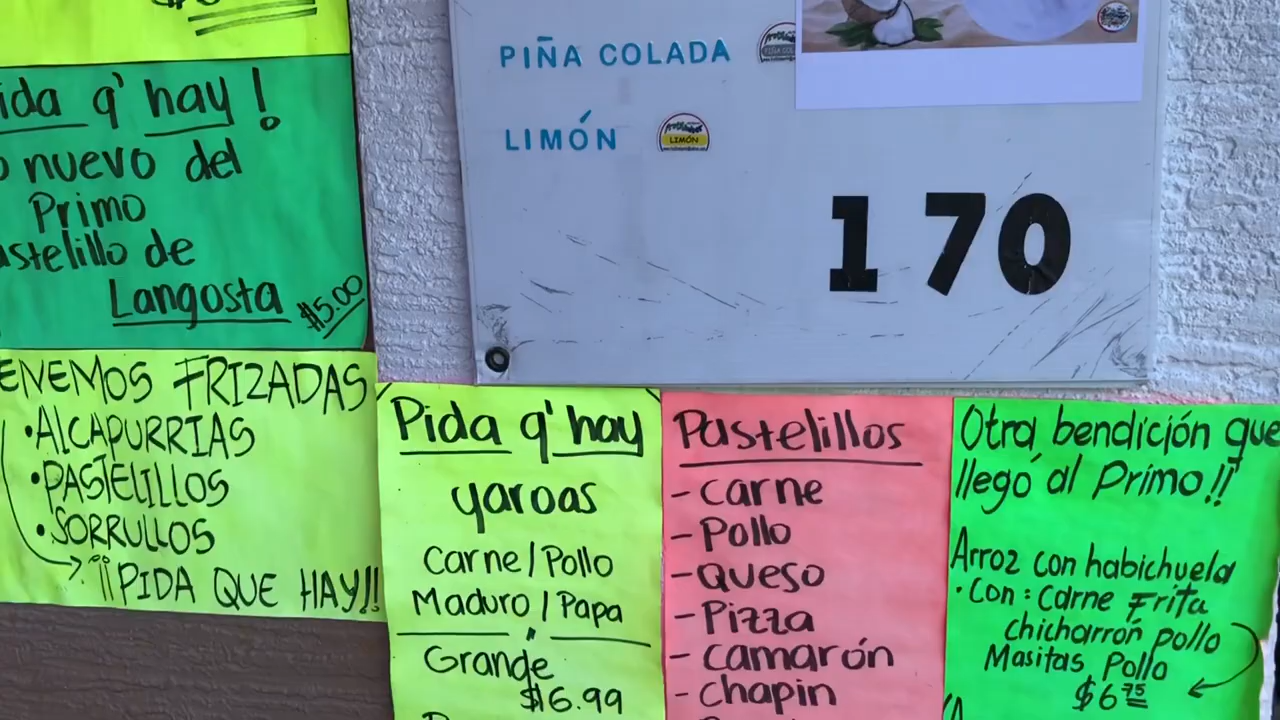 ida q' hay!
nuevo del
Primo
astelillo de
Langosta $5.00
ENEMOS FRIZADAS
•ALCAPURRIAS
•PASTELILLOS
•SORRULLOS
¡¡PIDA QUE HAY!!
PIÑA COLADA
LIMÓN LIMÓN
170
Pida q' hay
yaroas
Carne/Pollo
Maduro/Papa
Grande
$16.99
Pastelillos
- Carne
- Pollo
- Queso
- Pizza
- Camarón
- Chapin
Otra bendición que
llegó al Primo!!
Arroz con habichuela
•Con: Carne Frita
chicharrón pollo
Masitas Pollo
$6.75